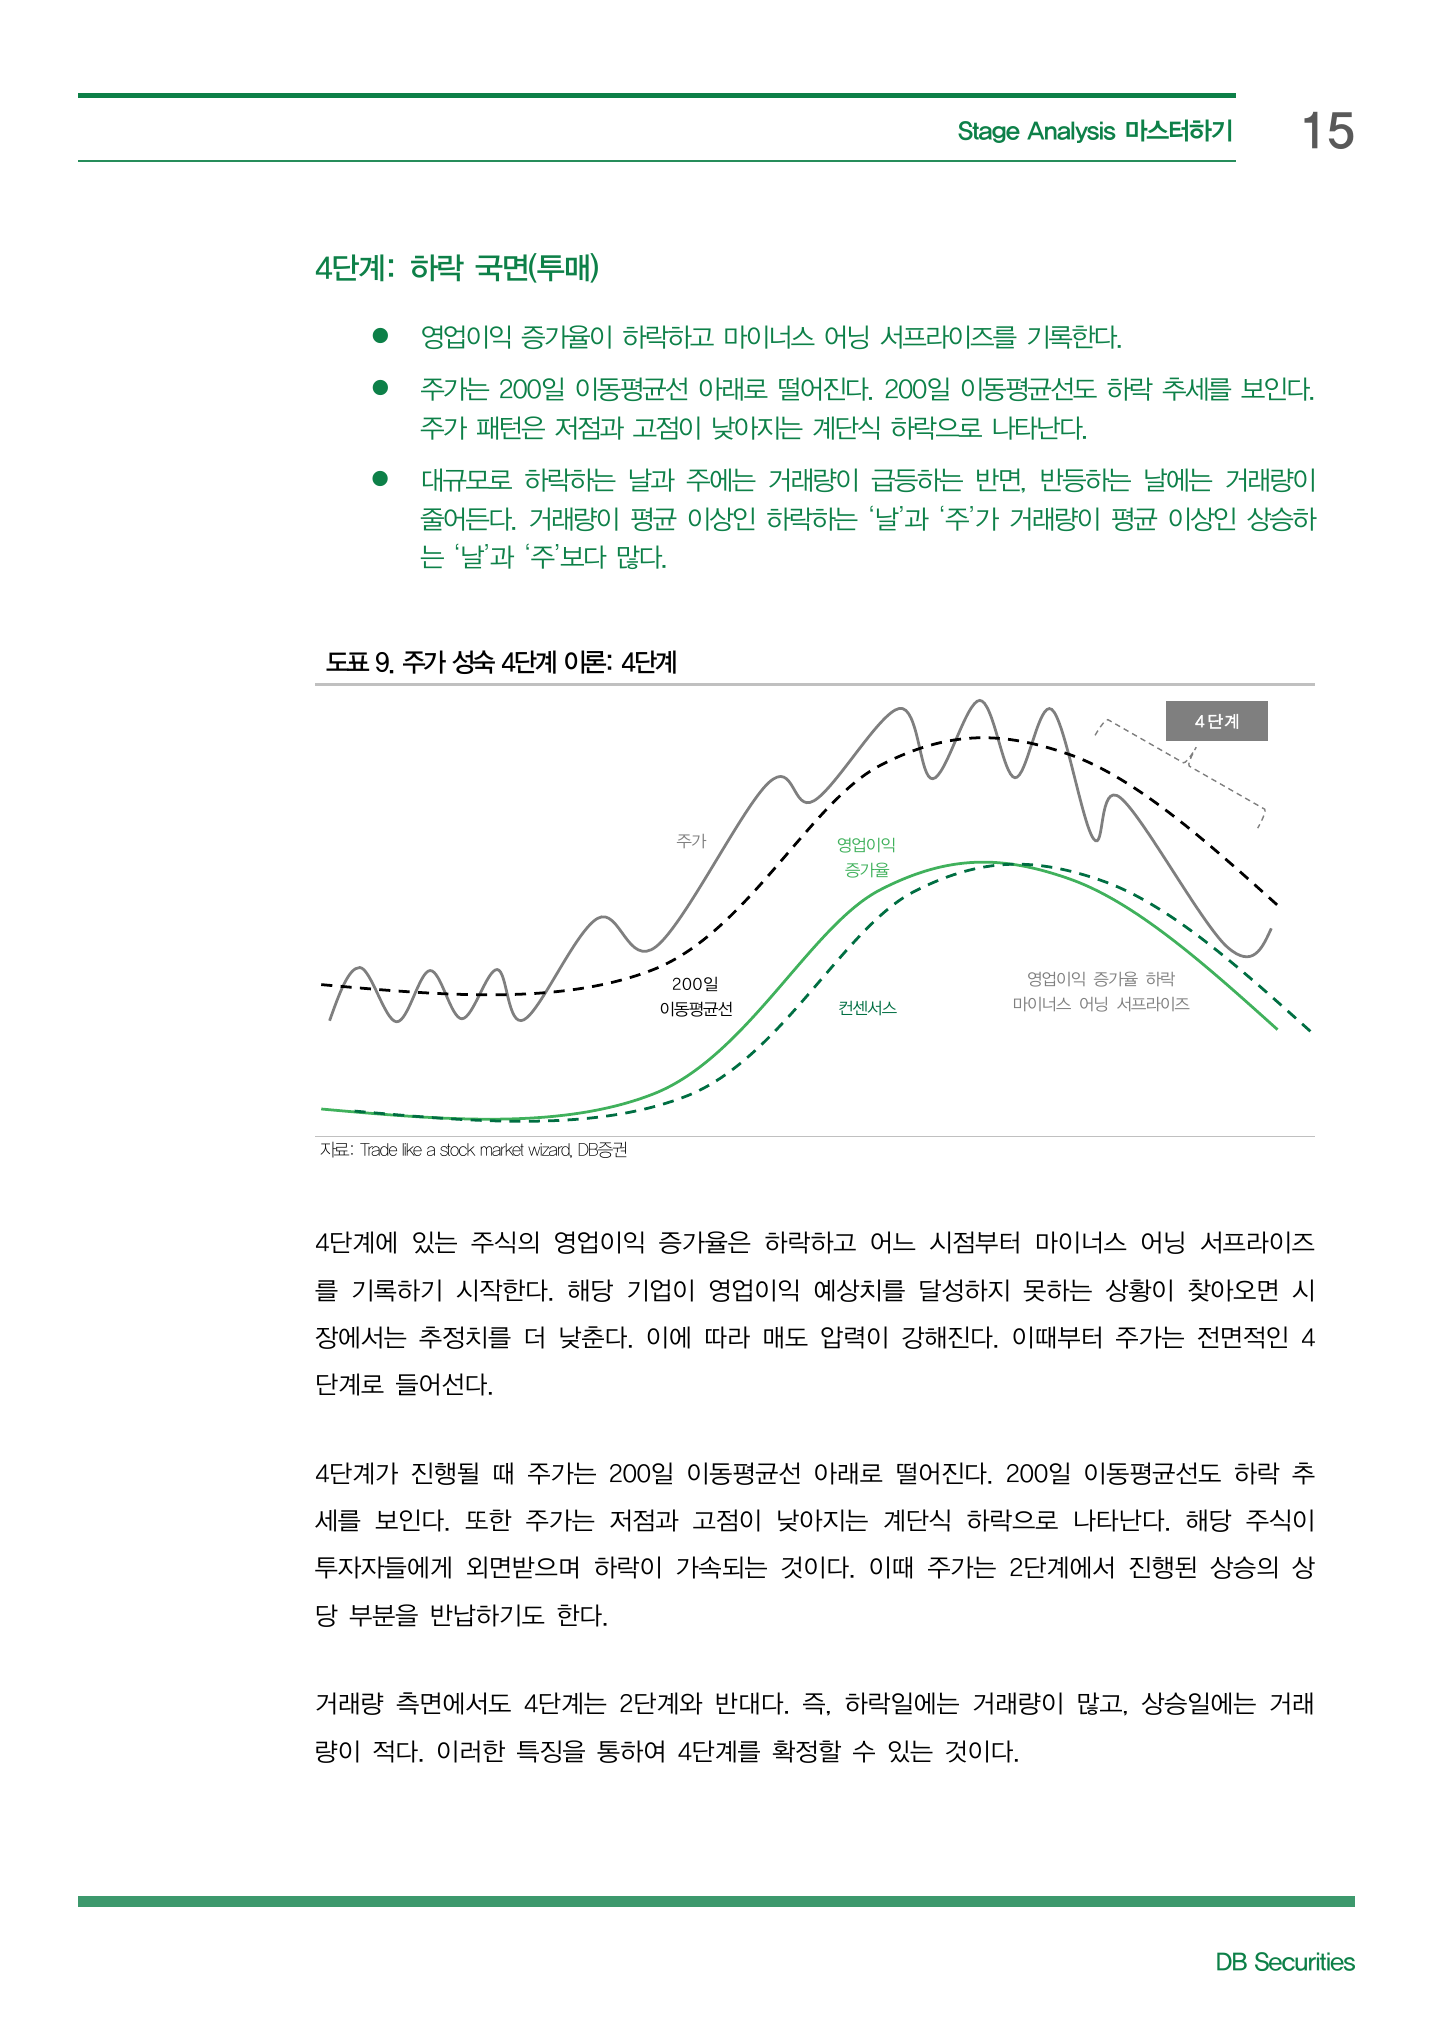 Stage Analysis 마스터하기
15
4단계: 하락 국면(투매)
● 영업이익 증가율이 하락하고 마이너스 어닝 서프라이즈를 기록한다.
● 주가는 200일 이동평균선 아래로 떨어진다. 200일 이동평균선도 하락 추세를 보인다.
주가 패턴은 저점과 고점이 낮아지는 계단식 하락으로 나타난다.
● 대규모로 하락하는 날과 주에는 거래량이 급등하는 반면, 반등하는 날에는 거래량이
줄어든다. 거래량이 평균 이상인 하락하는 ‘날’과 ‘주’가 거래량이 평균 이상인 상승하
는 ‘날’과 ‘주’보다 많다.
도표 9. 주가 성숙 4단계 이론: 4단계
4단계
주가
영업이익
증가율
200일
이동평균선
컨센서스
영업이익 증가율 하락
마이너스 어닝 서프라이즈
자료: Trade like a stock market wizard, DB증권
4단계에 있는 주식의 영업이익 증가율은 하락하고 어느 시점부터 마이너스 어닝 서프라이즈
를 기록하기 시작한다. 해당 기업이 영업이익 예상치를 달성하지 못하는 상황이 찾아오면 시
장에서는 추정치를 더 낮춘다. 이에 따라 매도 압력이 강해진다. 이때부터 주가는 전면적인 4
단계로 들어선다.
4단계가 진행될 때 주가는 200일 이동평균선 아래로 떨어진다. 200일 이동평균선도 하락 추
세를 보인다. 또한 주가는 저점과 고점이 낮아지는 계단식 하락으로 나타난다. 해당 주식이
투자자들에게 외면받으며 하락이 가속되는 것이다. 이때 주가는 2단계에서 진행된 상승의 상
당 부분을 반납하기도 한다.
거래량 측면에서도 4단계는 2단계와 반대다. 즉, 하락일에는 거래량이 많고, 상승일에는 거래
량이 적다. 이러한 특징을 통하여 4단계를 확정할 수 있는 것이다.
DB Securities